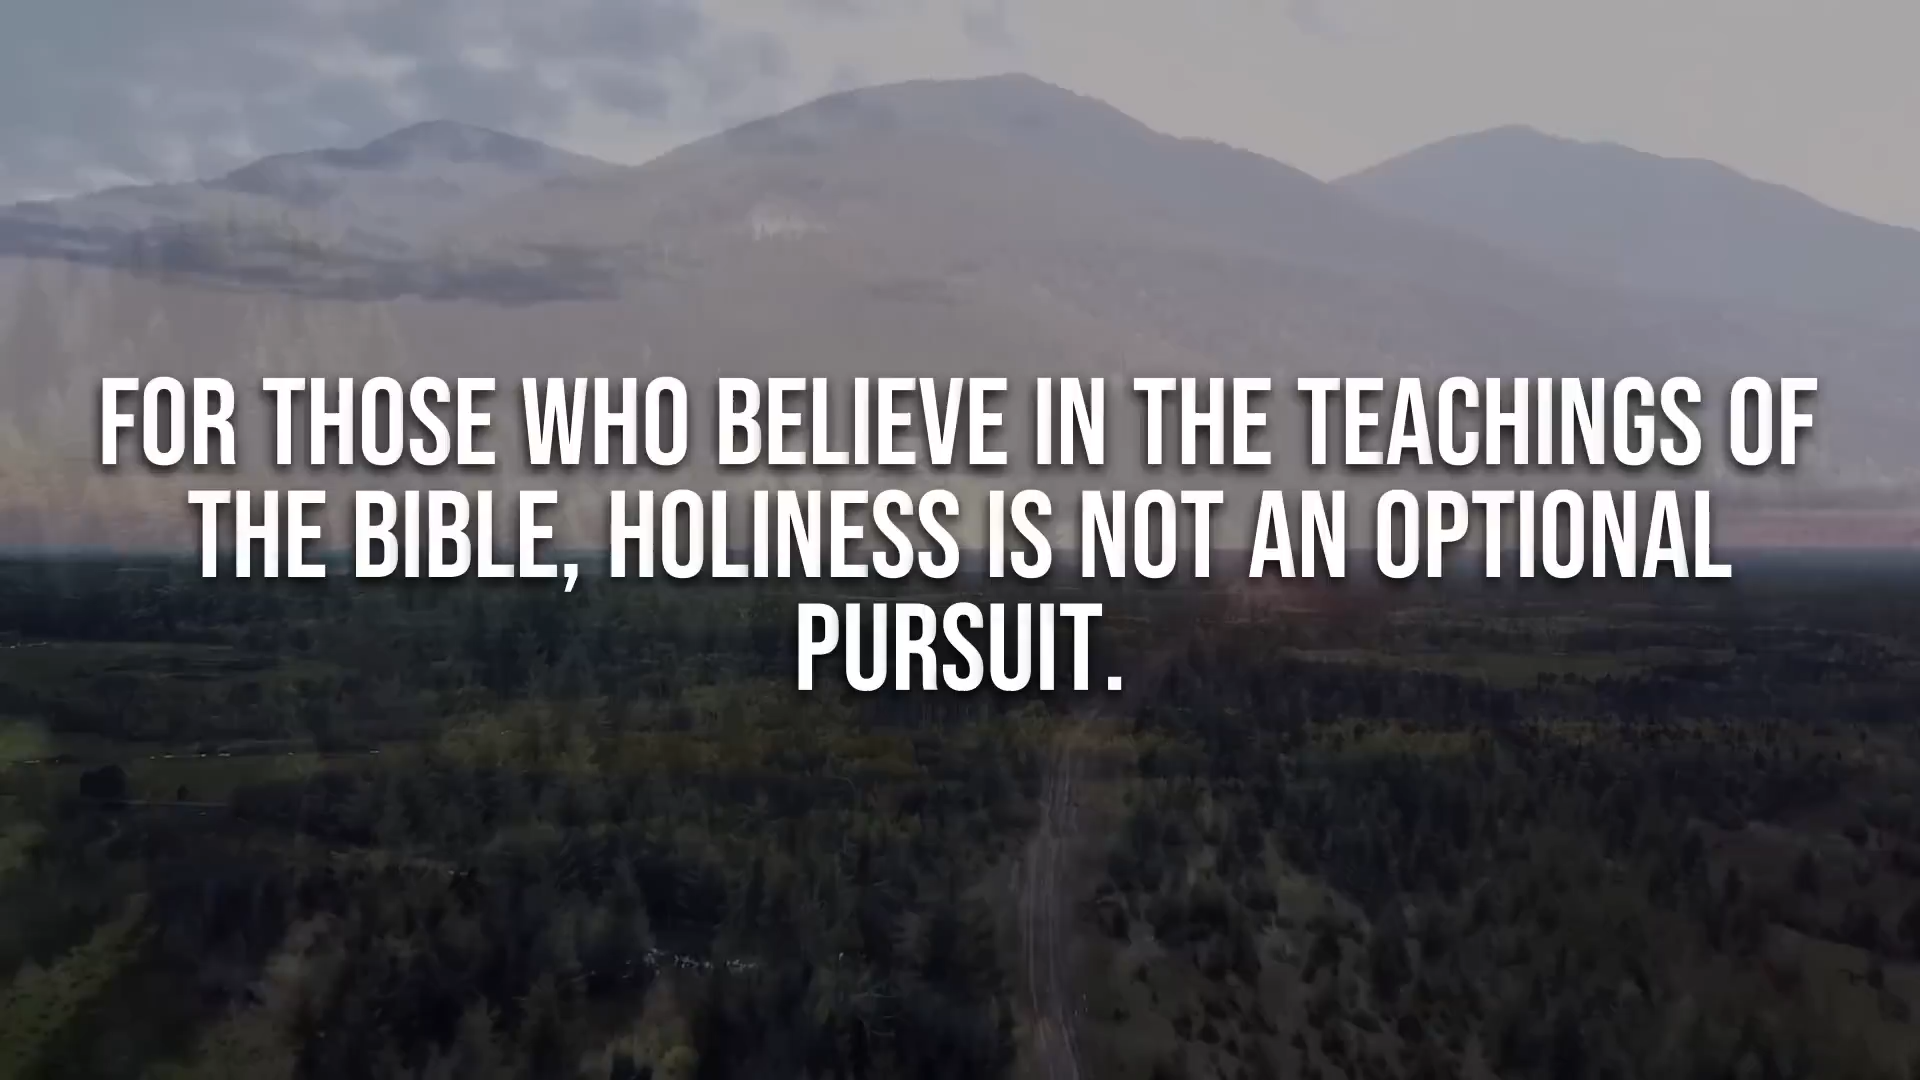 FOR THOSE WHO BELIEVE IN THE TEACHINGS OF
THE BIBLE, HOLINESS IS NOT AN OPTIONAL
PURSUIT.